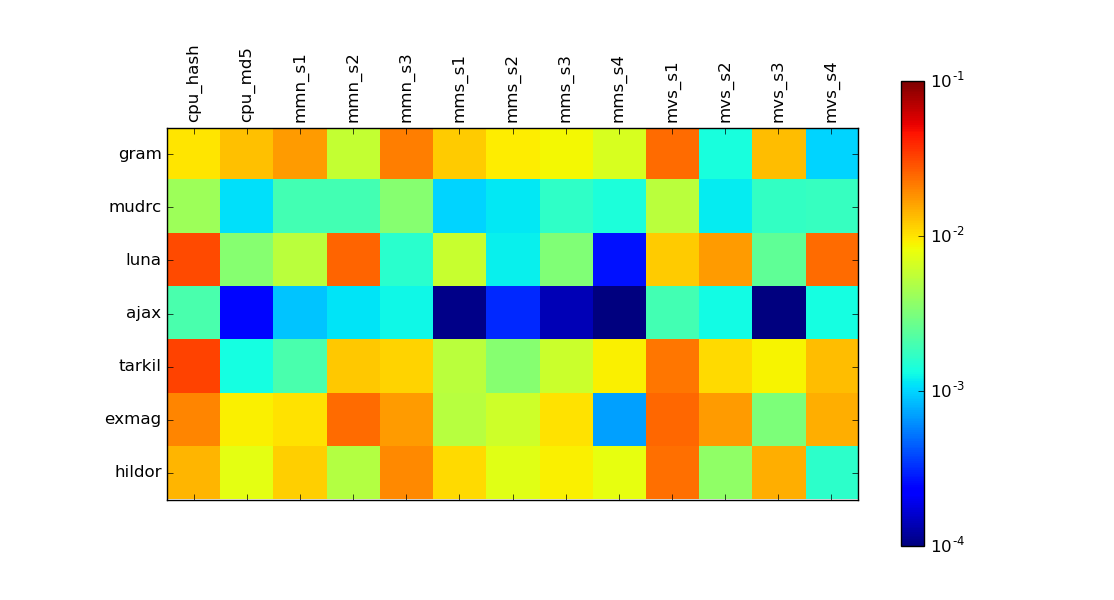 cpu_hash
cpu_md5
mmn_s1
mmn_s2
mmn_s3
mms_s1
mms_s2
mms_s3
mms_s4
mvs_s1
mvs_s2
mvs_s3
mvs_s4
gram
mudrc
luna
ajax
tarkil
exmag
hildor
10^-1
10^-2
10^-3
10^-4